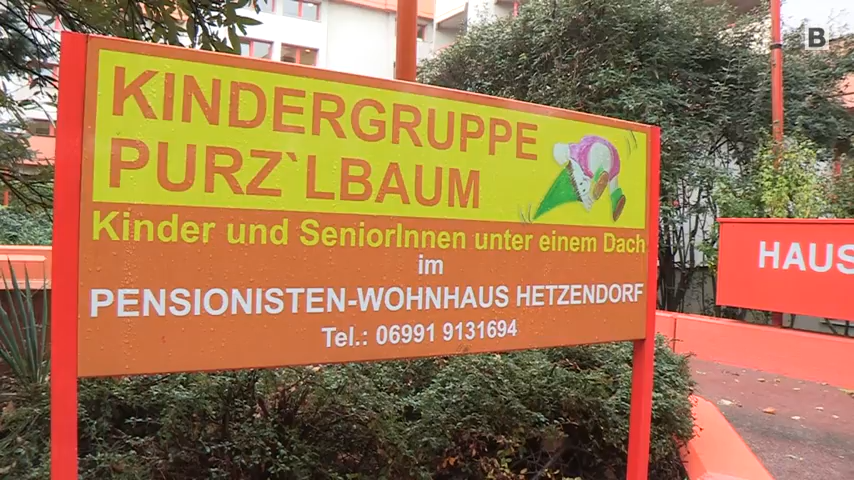 KINDERGRUPPE
PURZ`LBAUM
Kinder und SeniorInnen unter einem Dach
im
PENSIONISTEN-WOHNHAUS HETZENDORF
Tel.: 06991 9131694
HAUS
B